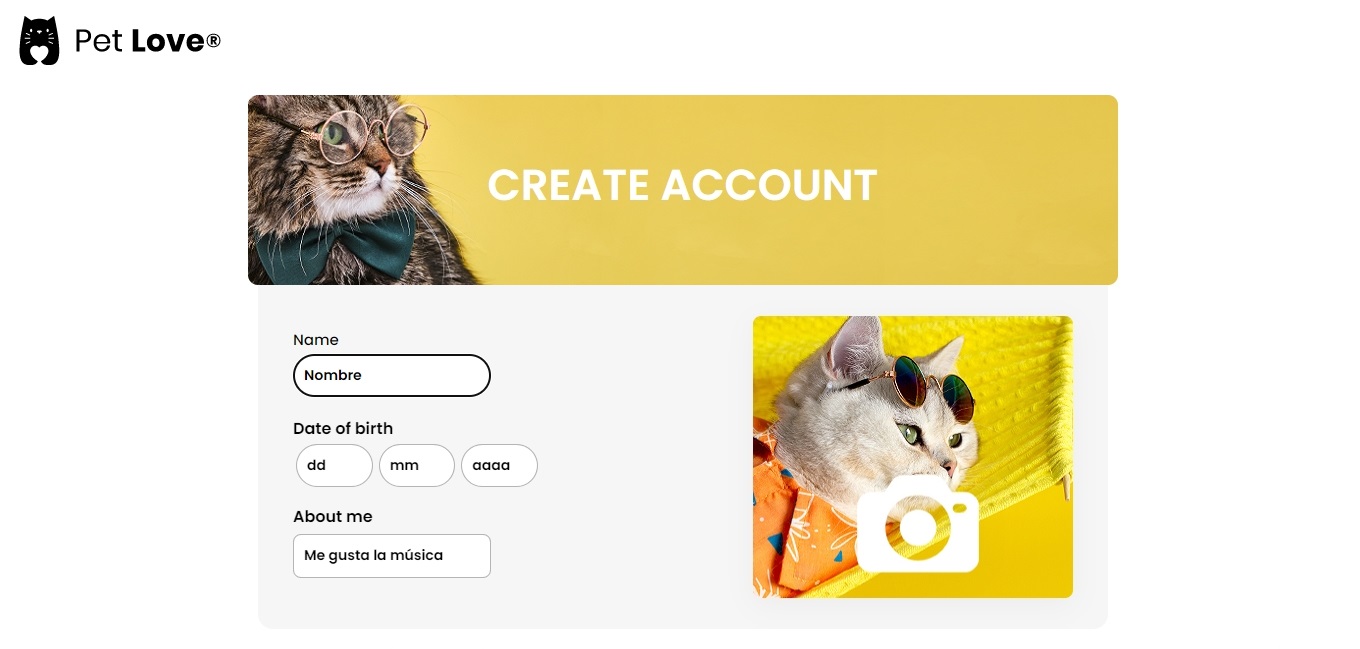 Pet Love®
CREATE ACCOUNT
Name
Nombre
Date of birth
dd mm aaaa
About me
Me gusta la música